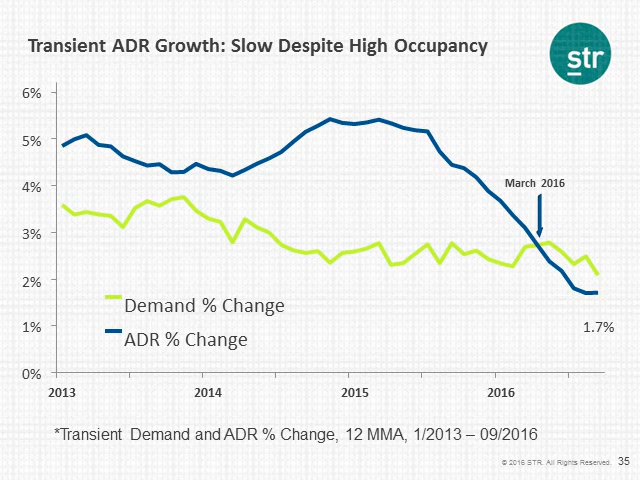 Transient ADR Growth: Slow Despite High Occupancy
str
6%
5%
4%
March 2016
3%
2%
Demand % Change
1%
1.7%
ADR % Change
0%
2013 2014 2015 2016
*Transient Demand and ADR % Change, 12 MMA, 1/2013 – 09/2016
© 2016 STR. All Rights Reserved. 35